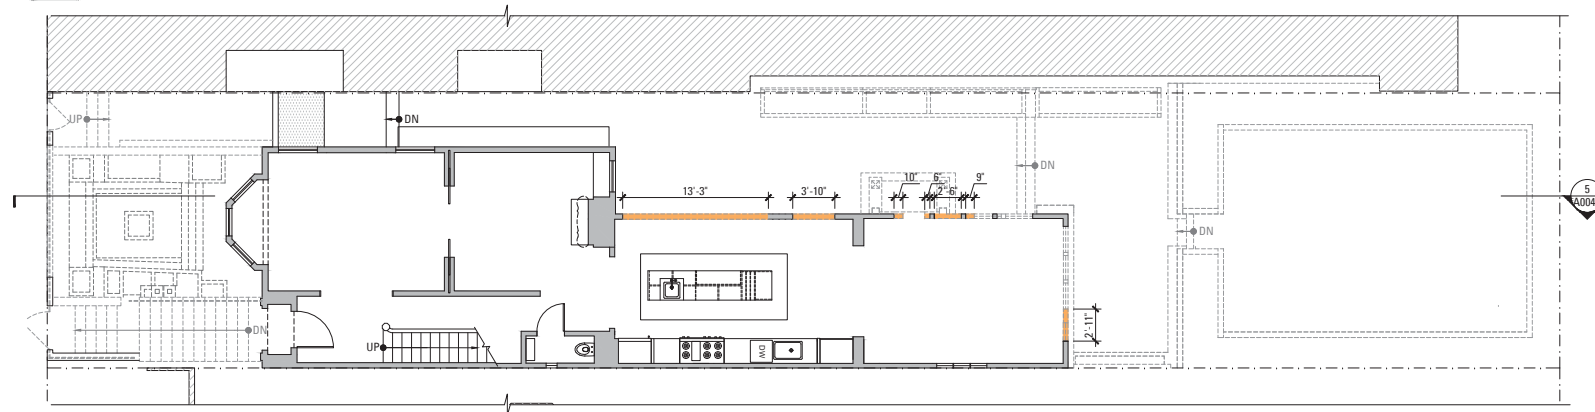 UP
DN
13'-3"
3'-10"
10"
6"
2'-6"
9"
DN
5
A004
DN
DN
UP
DW
2'-11"